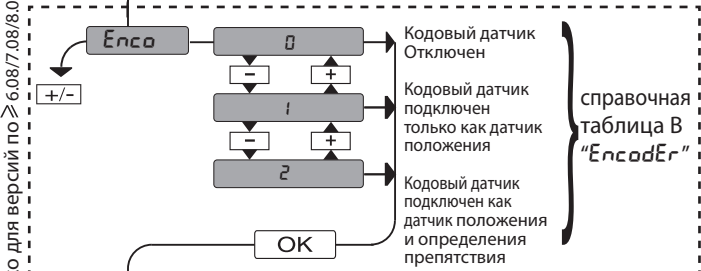 ко для версий по ⩾ 6.08/7.08/8.0
Enco
+/-
0
Кодовый датчик
Отключен
-
+
1
Кодовый датчик
подключен
только как датчик
положения
-
+
2
Кодовый датчик
подключен как
датчик положения
и определения
препятствия
справочная
таблица B
"EncodEr"
OK